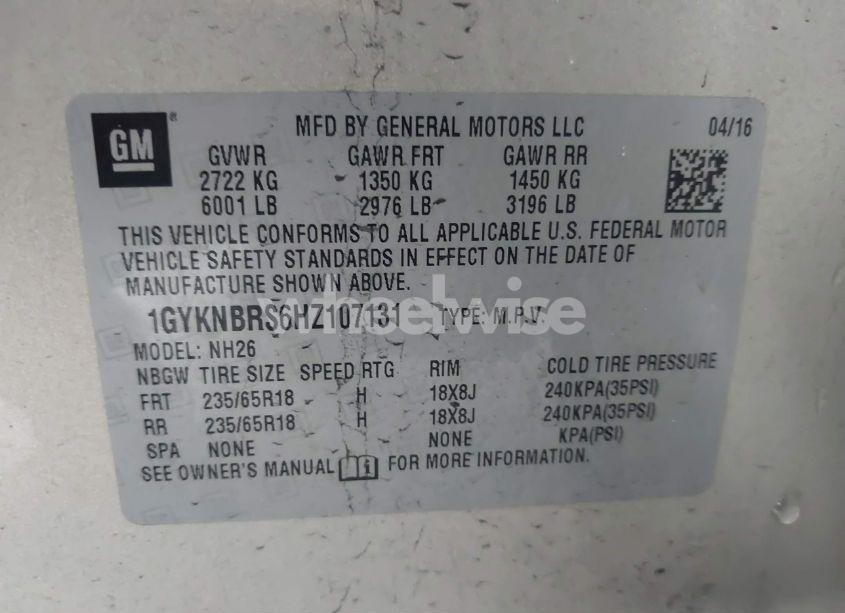 GM®
MFD BY GENERAL MOTORS LLC 04/16
GVWR GAWR FRT GAWR RR
2722 KG 1350 KG 1450 KG
6001 LB 2976 LB 3196 LB
THIS VEHICLE CONFORMS TO ALL APPLICABLE U.S. FEDERAL MOTOR
VEHICLE SAFETY STANDARDS IN EFFECT ON THE DATE OF
MANUFACTURE SHOWN ABOVE.
1GYKNBRS6HZ107131 TYPE: M.P.V.
wheelwise
MODEL: NH26
NBGW TIRE SIZE SPEED RTG RIM COLD TIRE PRESSURE
FRT 235/65R18 H 18X8J 240KPA(35PSI)
RR 235/65R18 H 18X8J 240KPA(35PSI)
SPA NONE NONE KPA(PSI)
SEE OWNER'S MANUAL FOR MORE INFORMATION.